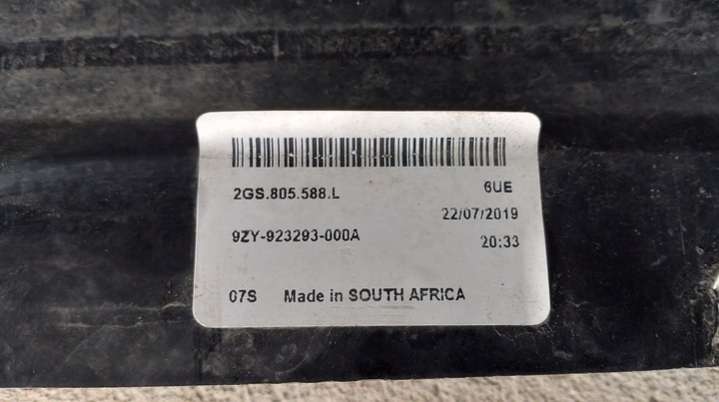 2GS.805.588.L 6UE
22/07/2019
9ZY-923293-000A 20:33
07S Made in SOUTH AFRICA